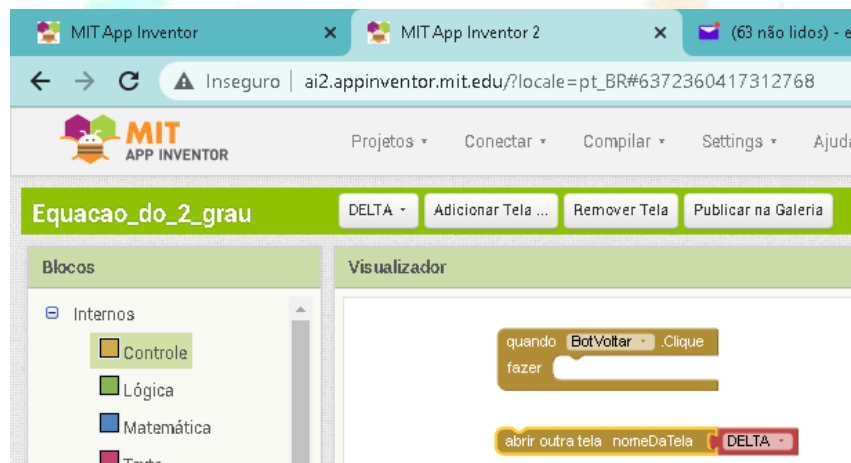 MIT App Inventor
MIT App Inventor 2
(63 não lidos) - e
Inseguro ai2.appinventor.mit.edu/?locale=pt_BR#6372360417312768
MIT
APP INVENTOR
Projetos Conectar Compilar Settings Ajuda
Equacao_do_2_grau
DELTA Adicionar Tela ... Remover Tela Publicar na Galeria
Blocos Visualizador
Internos
Controle
Lógica
Matemática
quando BotVoltar .Clique
fazer
abrir outra tela nomeDaTela DELTA